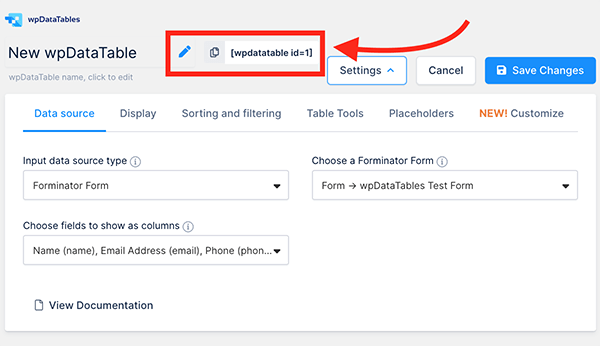 wpDataTables
New wpDataTable
[wpdatatable id=1]
wpDataTable name, click to edit
Settings
Cancel
Save Changes
Data source
Display
Sorting and filtering
Table Tools
Placeholders
NEW! Customize
Input data source type
Choose a Forminator Form
Forminator Form
Form → wpDataTables Test Form
Choose fields to show as columns
Name (name), Email Address (email), Phone (phon...
View Documentation